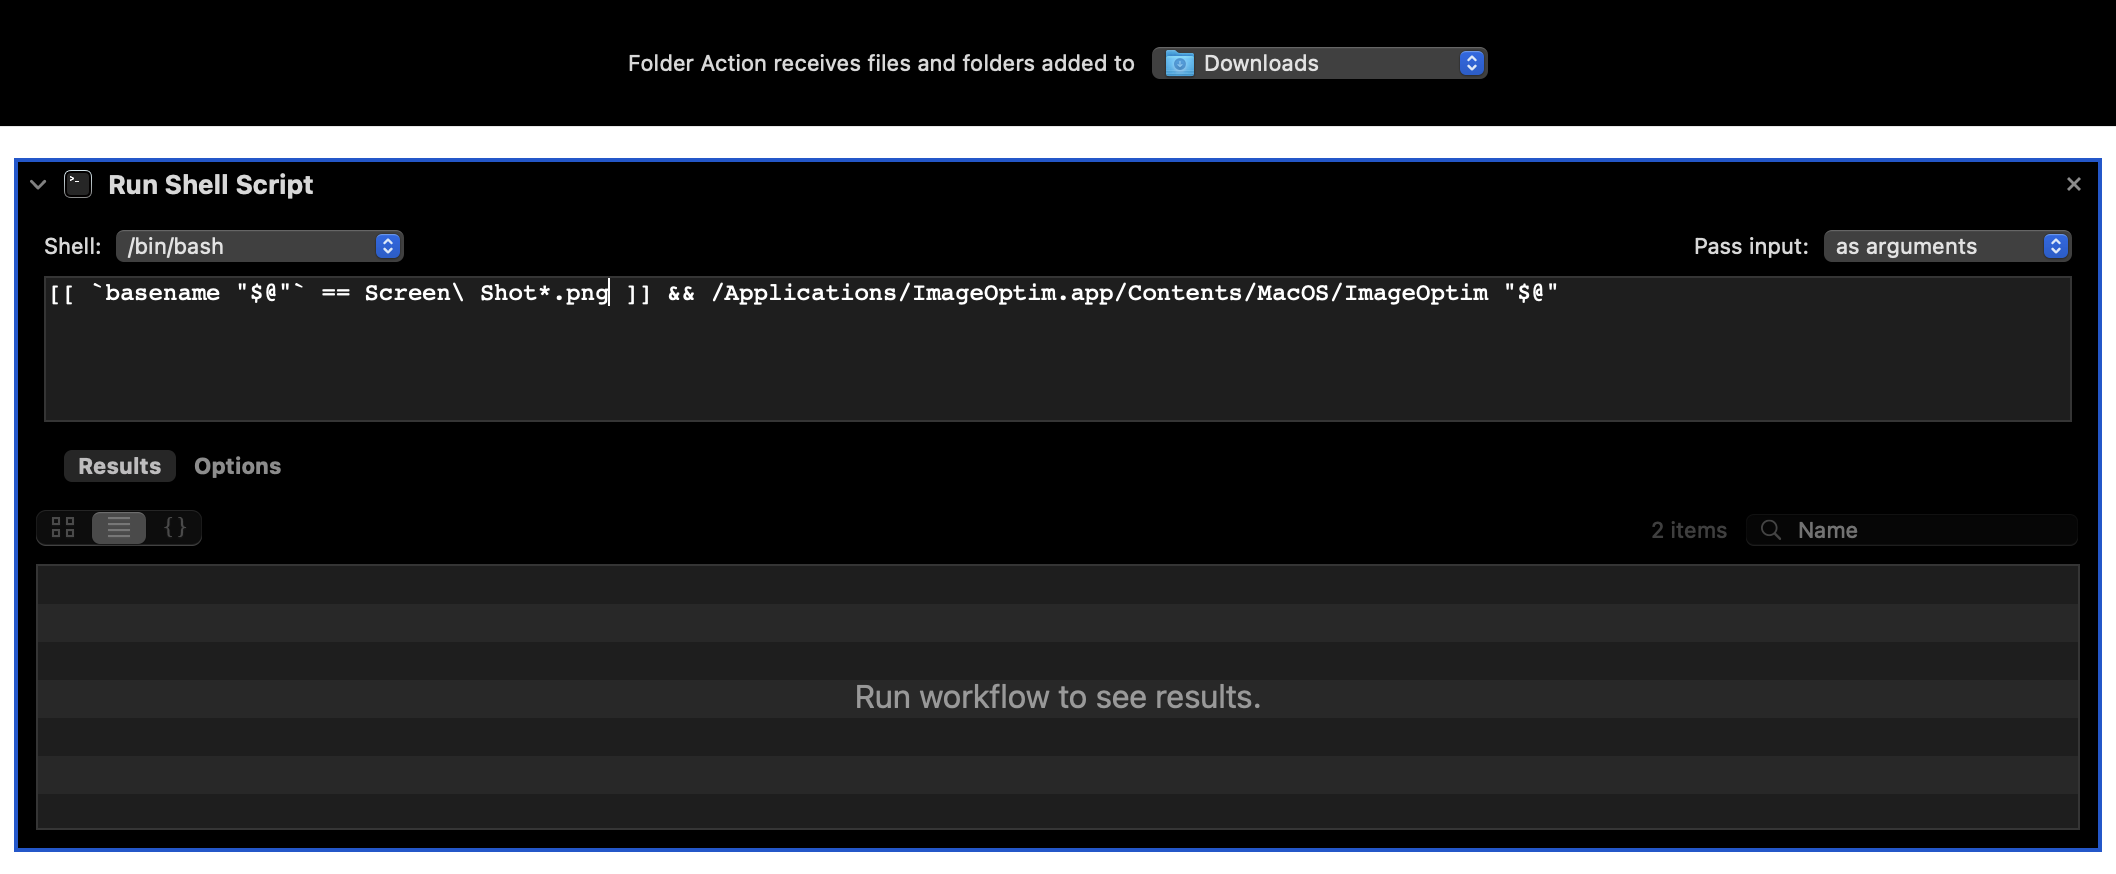 Folder Action receives files and folders added to Downloads
Run Shell Script
Shell: /bin/bash Pass input: as arguments
[[ `basename "$@"` == Screen\ Shot*.png ]] && /Applications/ImageOptim.app/Contents/MacOS/ImageOptim "$@"
Results Options
{} 2 items Name
Run workflow to see results.